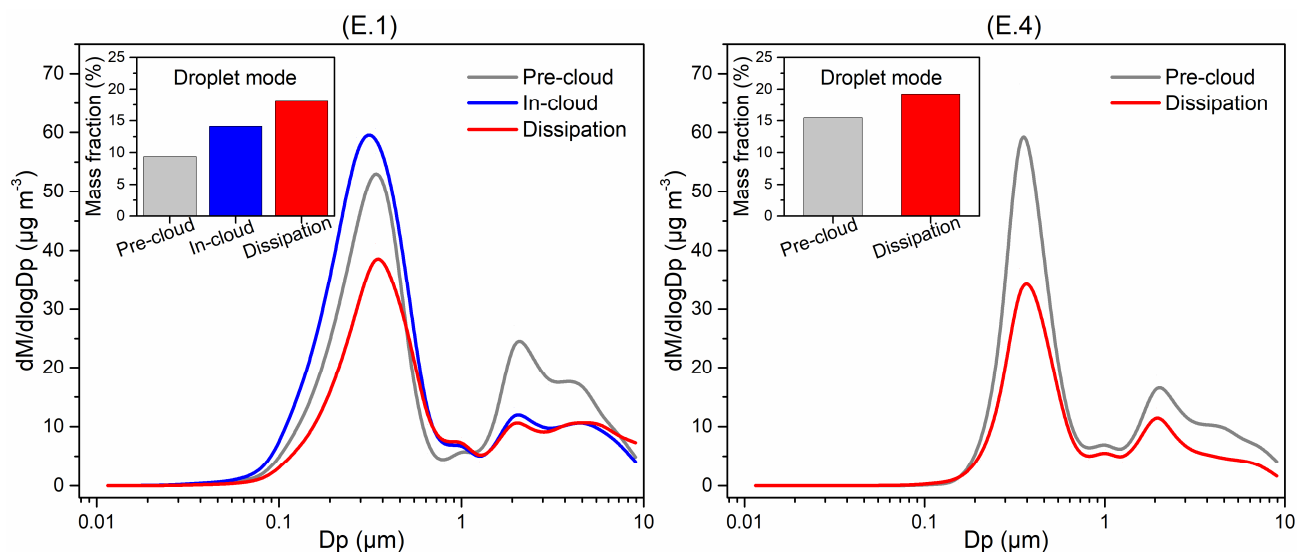 (E.1)
dM/dlogDp (µg m⁻³)
70
60
50
40
30
20
10
0
Mass fraction (%)
25
20
15
10
5
0
Droplet mode
Pre-cloud
In-cloud
Dissipation
Pre-cloud
In-cloud
Dissipation
0.01
0.1
1
10
Dp (µm)
(E.4)
dM/dlogDp (µg m⁻³)
70
60
50
40
30
20
10
0
Mass fraction (%)
25
20
15
10
5
0
Droplet mode
Pre-cloud
Dissipation
Pre-cloud
Dissipation
0.01
0.1
1
10
Dp (µm)